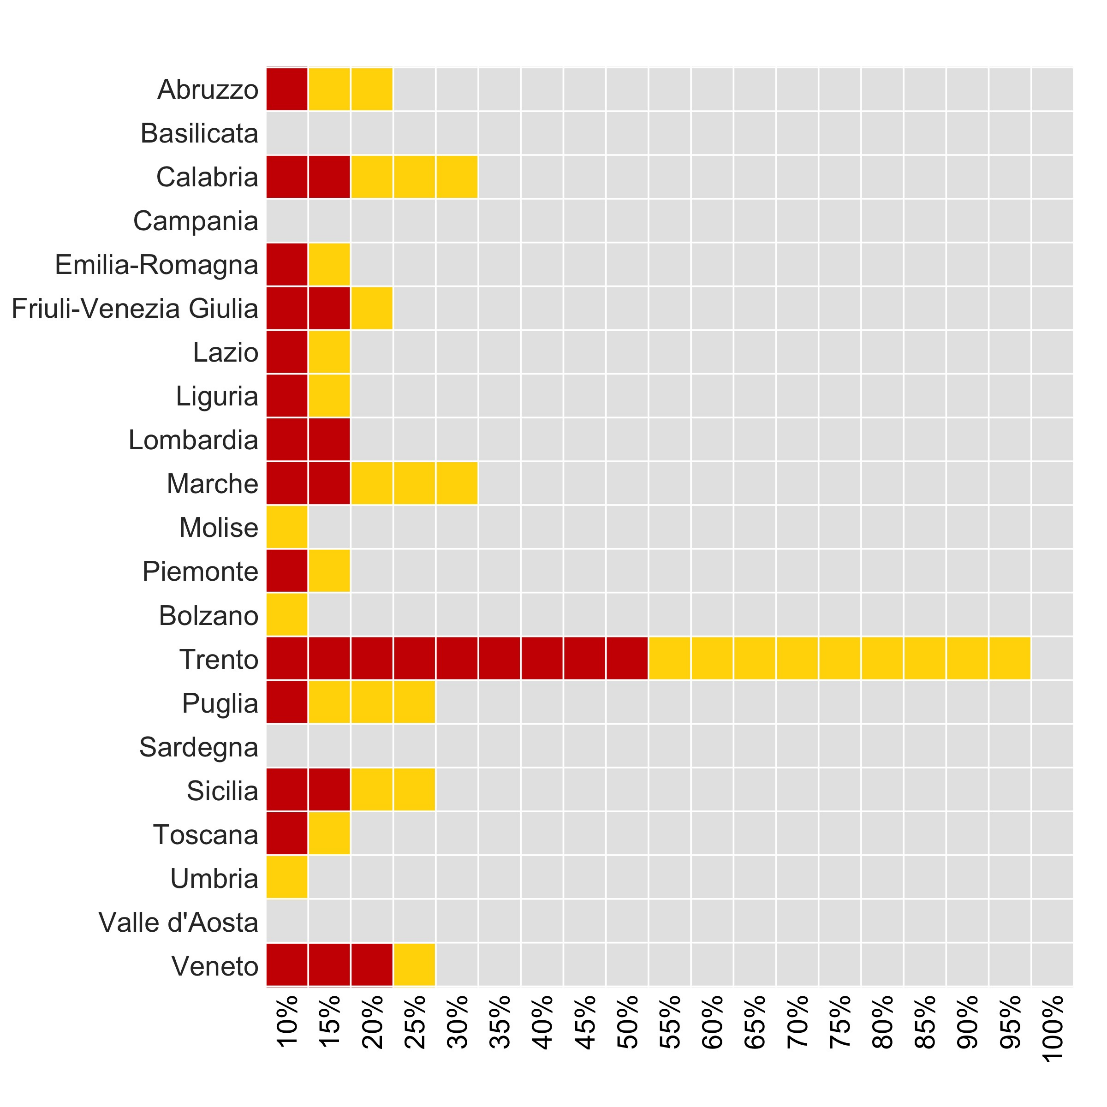 Abruzzo
Basilicata
Calabria
Campania
Emilia-Romagna
Friuli-Venezia Giulia
Lazio
Liguria
Lombardia
Marche
Molise
Piemonte
Bolzano
Trento
Puglia
Sardegna
Sicilia
Toscana
Umbria
Valle d'Aosta
Veneto
10% 15% 20% 25% 30% 35% 40% 45% 50% 55% 60% 65% 70% 75% 80% 85% 90% 95% 100%